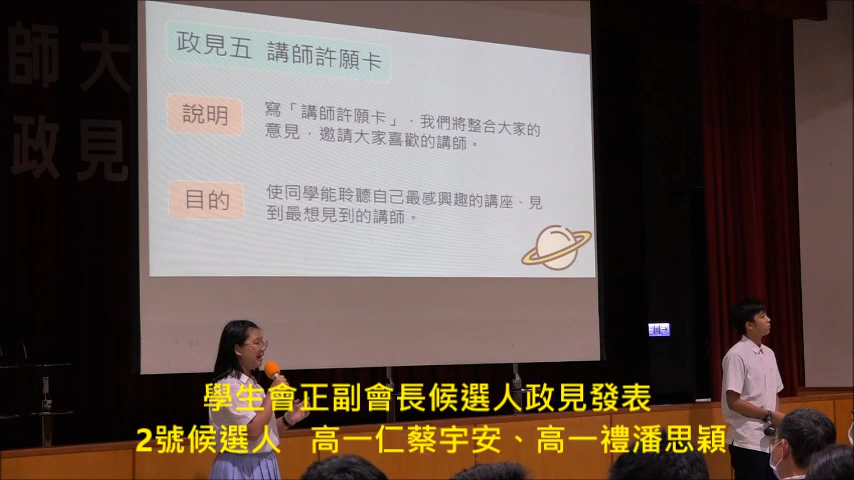 師大
政見
政見五 講師許願卡
說明
寫「講師許願卡」，我們將整合大家的
意見，邀請大家喜歡的講師。
目的
使同學能聆聽自己最感興趣的講座、見
到最想見到的講師。
學生會正副會長候選人政見發表
2號候選人 高一仁蔡宇安、高一禮潘思穎